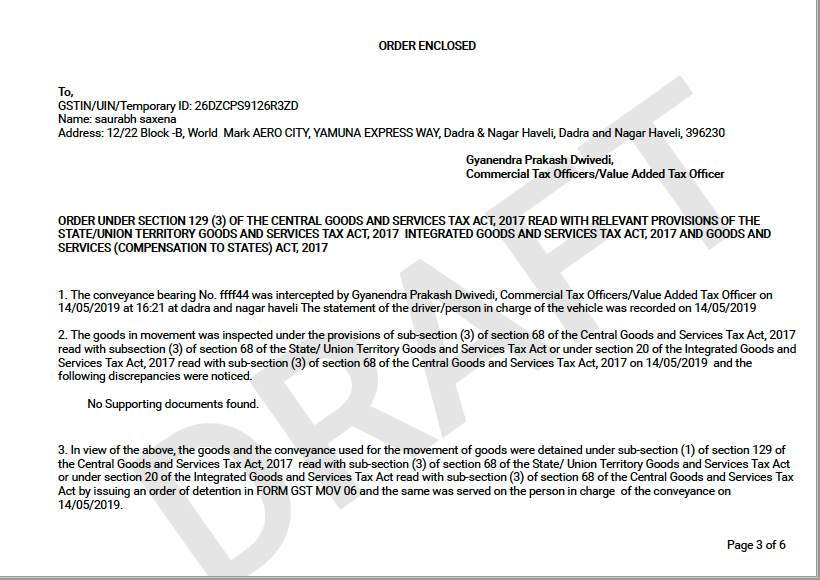 ORDER ENCLOSED
To,
GSTIN/UIN/Temporary ID: 26DZCPS9126R3ZD
Name: saurabh saxena
Address: 12/22 Block -B, World Mark AERO CITY, YAMUNA EXPRESS WAY, Dadra & Nagar Haveli, Dadra and Nagar Haveli, 396230
Gyanendra Prakash Dwivedi,
Commercial Tax Officers/Value Added Tax Officer
ORDER UNDER SECTION 129 (3) OF THE CENTRAL GOODS AND SERVICES TAX ACT, 2017 READ WITH RELEVANT PROVISIONS OF THE
STATE/UNION TERRITORY GOODS AND SERVICES TAX ACT, 2017 INTEGRATED GOODS AND SERVICES TAX ACT, 2017 AND GOODS AND
SERVICES (COMPENSATION TO STATES) ACT, 2017
1. The conveyance bearing No. ffff44 was intercepted by Gyanendra Prakash Dwivedi, Commercial Tax Officers/Value Added Tax Officer on
14/05/2019 at 16:21 at dadra and nagar haveli The statement of the driver/person in charge of the vehicle was recorded on 14/05/2019
2. The goods in movement was inspected under the provisions of sub-section (3) of section 68 of the Central Goods and Services Tax Act, 2017
read with subsection (3) of section 68 of the State/ Union Territory Goods and Services Tax Act or under section 20 of the Integrated Goods and
Services Tax Act, 2017 read with sub-section (3) of section 68 of the Central Goods and Services Tax Act, 2017 on 14/05/2019 and the
following discrepancies were noticed.
No Supporting documents found.
3. In view of the above, the goods and the conveyance used for the movement of goods were detained under sub-section (1) of section 129 of
the Central Goods and Services Tax Act, 2017 read with sub-section (3) of section 68 of the State/ Union Territory Goods and Services Tax Act
or under section 20 of the Integrated Goods and Services Tax Act read with sub-section (3) of section 68 of the Central Goods and Services Tax
Act by issuing an order of detention in FORM GST MOV 06 and the same was served on the person in charge of the conveyance on
14/05/2019.
Page 3 of 6
DRAFT